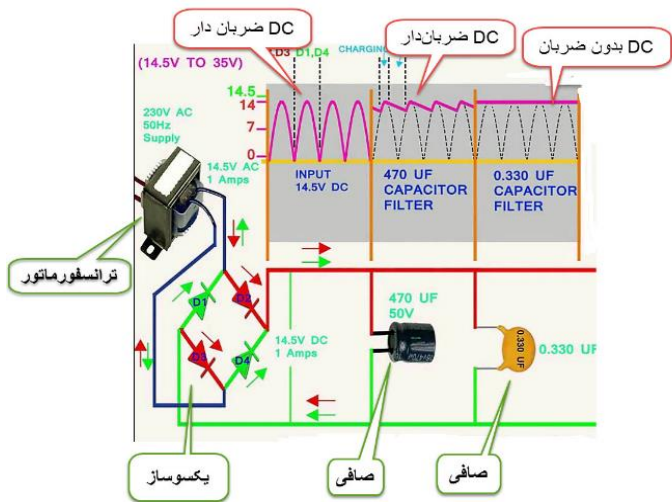 DC ضربان دار
DC ضربان‌دار
DC بدون ضربان
,D3 D1,D4
CHARGING
(14.5V TO 35V)
14.5
14
7
0
230V AC
50Hz
Supply
14.5V AC
1 Amps
INPUT
14.5V DC
470 UF
CAPACITOR
FILTER
0.330 UF
CAPACITOR
FILTER
ترانسفورماتور
D1
D2
D3
D4
14.5V DC
1 Amps
470 UF
50V
0.330 UF
0.330 UF
یکسوساز
صافی
صافی